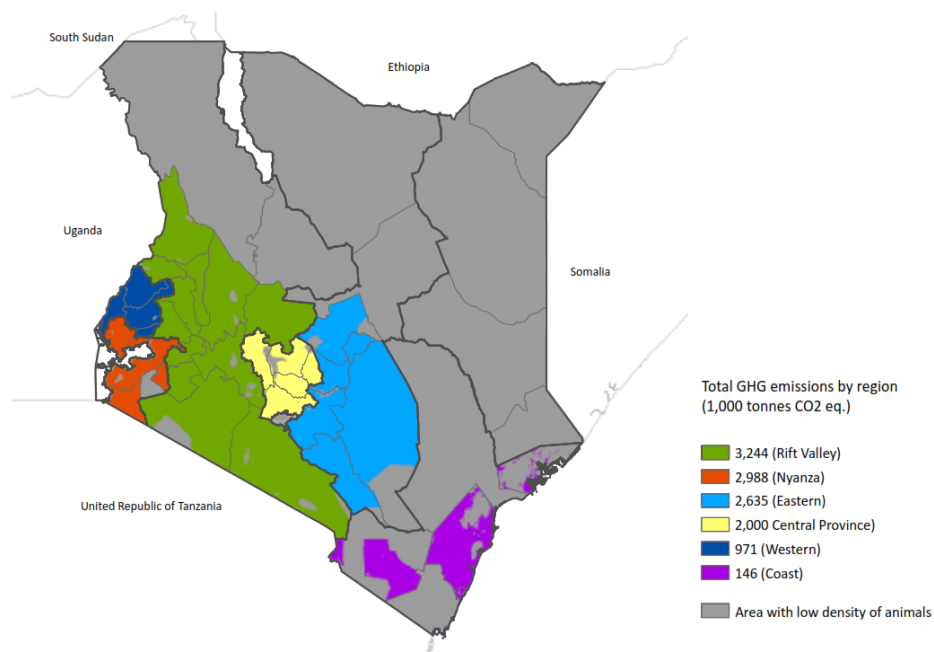 South Sudan
Ethiopia
Uganda
Somalia
United Republic of Tanzania
Total GHG emissions by region
(1,000 tonnes CO2 eq.)
3,244 (Rift Valley)
2,988 (Nyanza)
2,635 (Eastern)
2,000 Central Province)
971 (Western)
146 (Coast)
Area with low density of animals